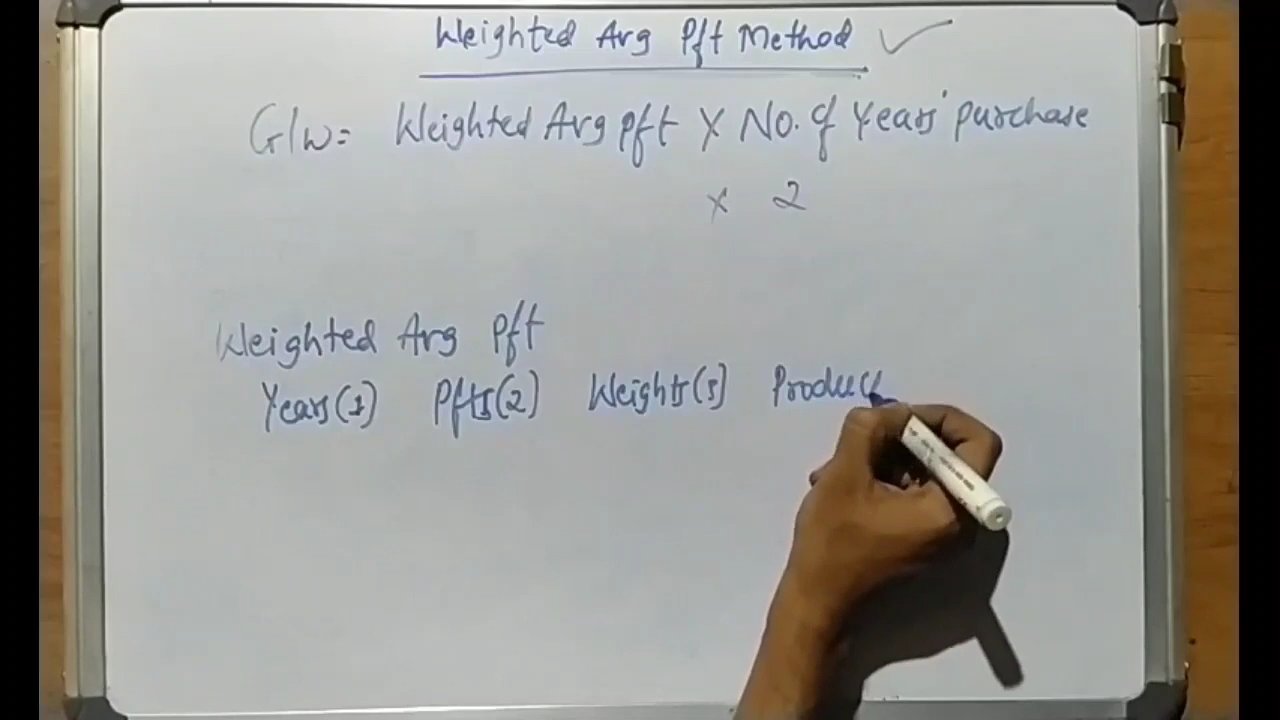 Weighted Avg Pft Method ✓
G/w = Weighted Avg pft X No. of Years' purchase
X 2
Weighted Avg Pft
Years(1) Pfts(2) Weights(3) Produc